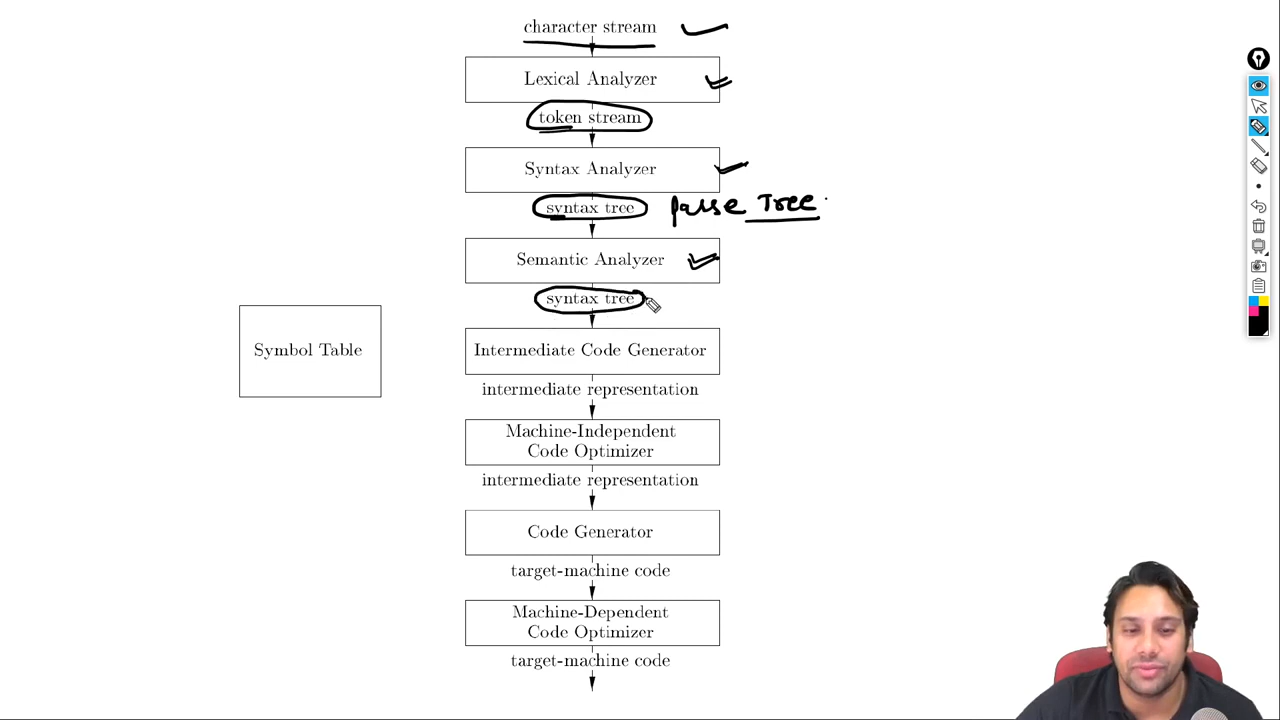 character stream
Lexical Analyzer
token stream
Syntax Analyzer
syntax tree parse Tree
Semantic Analyzer
syntax tree
Symbol Table
Intermediate Code Generator
intermediate representation
Machine-Independent
Code Optimizer
intermediate representation
Code Generator
target-machine code
Machine-Dependent
Code Optimizer
target-machine code